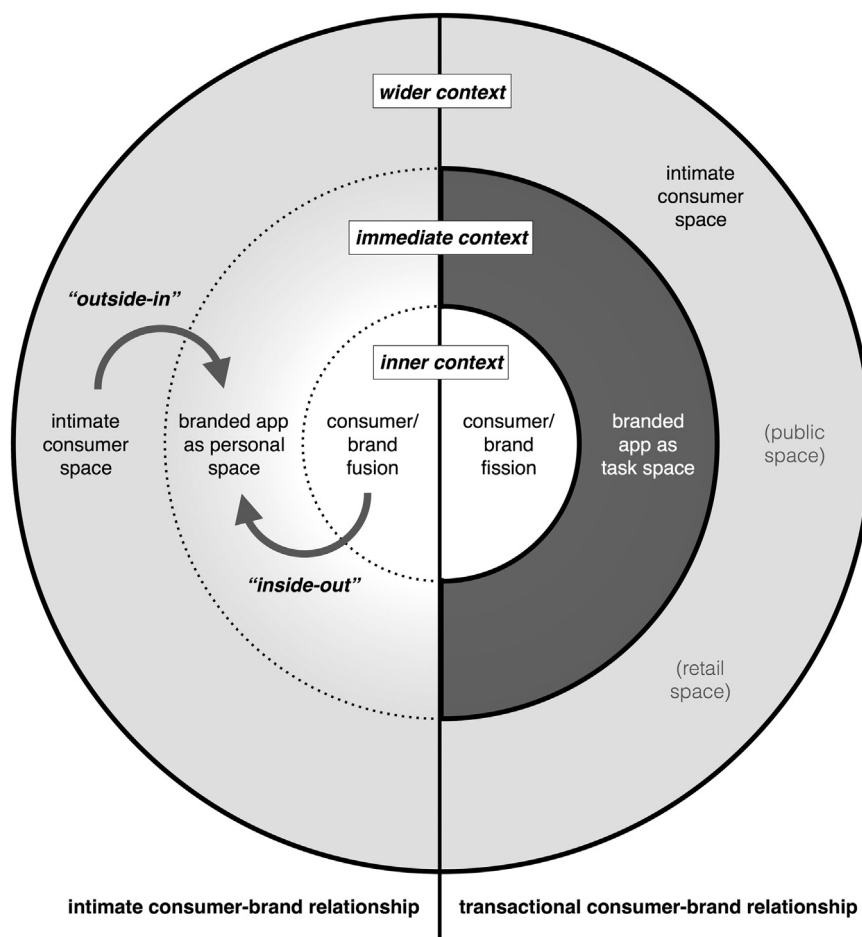 wider context
intimate
consumer
space
immediate context
“outside-in”
inner context
intimate
consumer
space
branded app
as personal
space
consumer/
brand
fusion
consumer/
brand
fission
branded
app as
task space
(public
space)
“inside-out”
(retail
space)
intimate consumer-brand relationship
transactional consumer-brand relationship